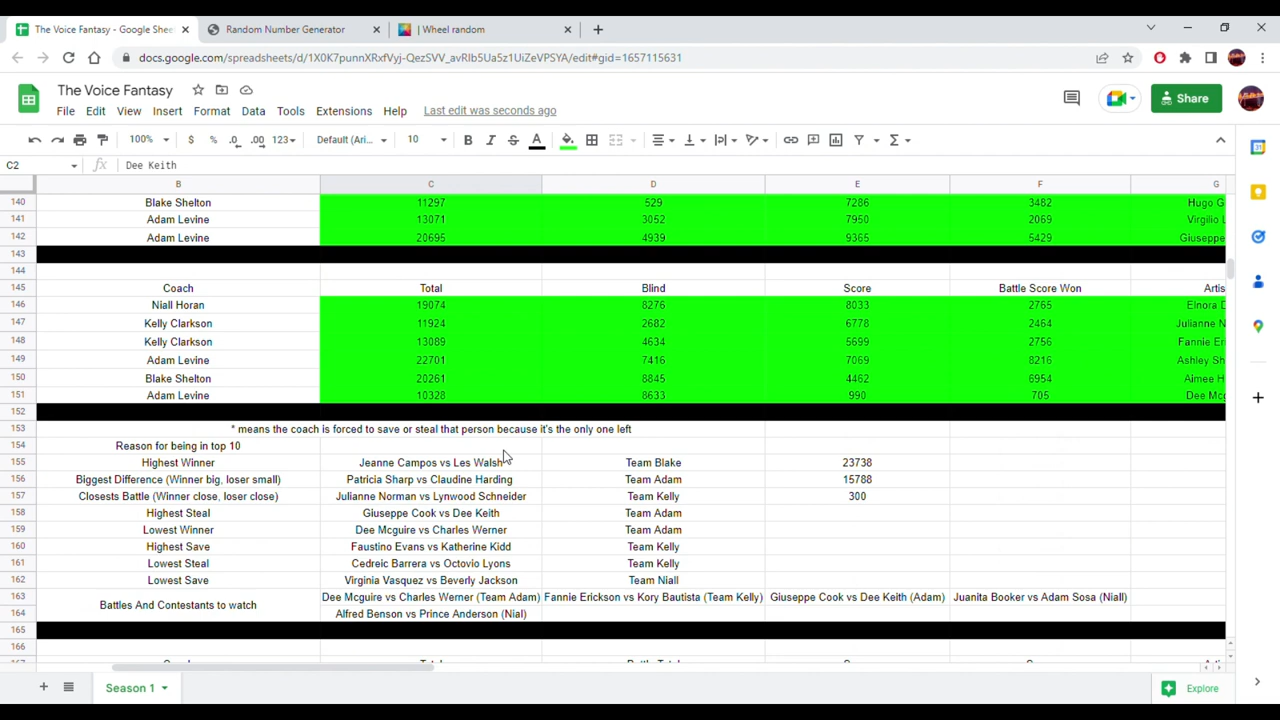 The Voice Fantasy - Google Shee
Random Number Generator
| Wheel random
docs.google.com/spreadsheets/d/1X0K7punnXRxfVyj-QezSVV_avRIb5Ua5z1UiZeVPSYA/edit#gid=1657115631
The Voice Fantasy
File Edit View Insert Format Data Tools Extensions Help Last edit was seconds ago
Share
100% $ % .0 .00 123 Default (Ari... 10 B I S A
C2 fx Dee Keith
B C D E F G
140 Blake Shelton 11297 529 7286 3482 Hugo G
141 Adam Levine 13071 3052 7950 2069 Virgilio L
142 Adam Levine 20695 4939 9365 5429 Giuseppe
143
144
145 Coach Total Blind Score Battle Score Won Artis
146 Niall Horan 19074 8276 8033 2765 Elnora D
147 Kelly Clarkson 11924 2682 6778 2464 Julianne N
148 Kelly Clarkson 13089 4634 5699 2756 Fannie Eri
149 Adam Levine 22701 7416 7069 8216 Ashley Sh
150 Blake Shelton 20261 8845 4462 6954 Aimee H
151 Adam Levine 10328 8633 990 705 Dee Mcg
152
153 * means the coach is forced to save or steal that person because it's the only one left
154 Reason for being in top 10
155 Highest Winner Jeanne Campos vs Les Walsh Team Blake 23738
156 Biggest Difference (Winner big, loser small) Patricia Sharp vs Claudine Harding Team Adam 15788
157 Closests Battle (Winner close, loser close) Julianne Norman vs Lynwood Schneider Team Kelly 300
158 Highest Steal Giuseppe Cook vs Dee Keith Team Adam
159 Lowest Winner Dee Mcguire vs Charles Werner Team Adam
160 Highest Save Faustino Evans vs Katherine Kidd Team Kelly
161 Lowest Steal Cedreic Barrera vs Octovio Lyons Team Kelly
162 Lowest Save Virginia Vasquez vs Beverly Jackson Team Niall
163 Dee Mcguire vs Charles Werner (Team Adam) Fannie Erickson vs Kory Bautista (Team Kelly) Giuseppe Cook vs Dee Keith (Adam) Juanita Booker vs Adam Sosa (Niall)
Battles And Contestants to watch
164 Alfred Benson vs Prince Anderson (Nial)
165
166
Season 1
Explore